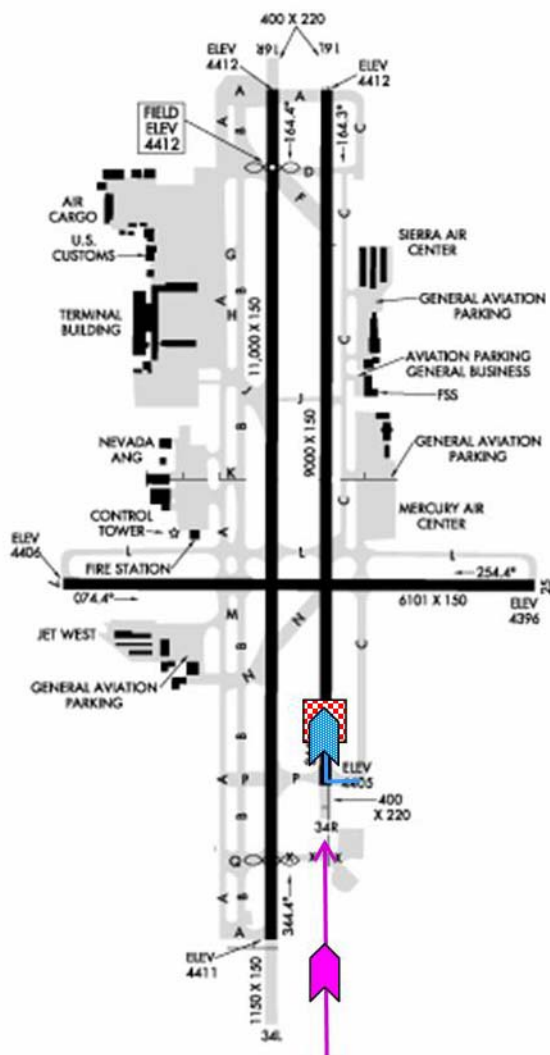 400 X 220
16R
16L
ELEV
4412
ELEV
4412
A
A
A
B
C
FIELD
ELEV
4412
164.4°
164.3°
D
F
AIR
CARGO
U.S.
CUSTOMS
C
SIERRA AIR
CENTER
G
B
A
H
GENERAL AVIATION
PARKING
TERMINAL
BUILDING
11,000 X 150
C
AVIATION PARKING
GENERAL BUSINESS
FSS
J
J
B
9000 X 150
NEVADA
ANG
GENERAL AVIATION
PARKING
K
C
MERCURY AIR
CENTER
CONTROL
TOWER
A
ELEV
4406
L
L
L
FIRE STATION
7
074.4°
254.4°
25
6101 X 150
ELEV
4396
M
N
JET WEST
B
C
GENERAL AVIATION
PARKING
N
B
ELEV
4405
A
P
P
400
X 220
B
34R
Q
X
X
X
A
B
344.4°
A
ELEV
4411
1150 X 150
34L